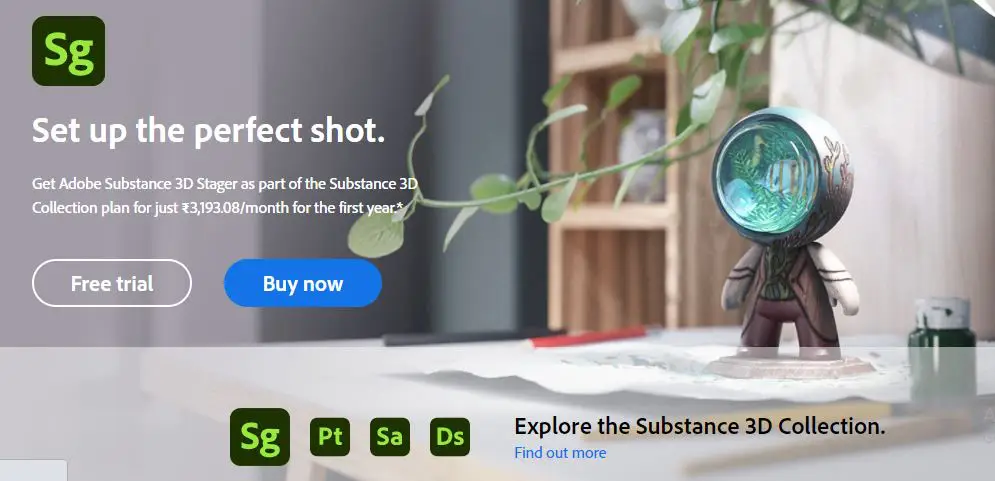 Sg
Set up the perfect shot.
Get Adobe Substance 3D Stager as part of the Substance 3D
Collection plan for just ₹3,193.08/month for the first year.*
Free trial
Buy now
Sg
Pt
Sa
Ds
Explore the Substance 3D Collection.
Find out more